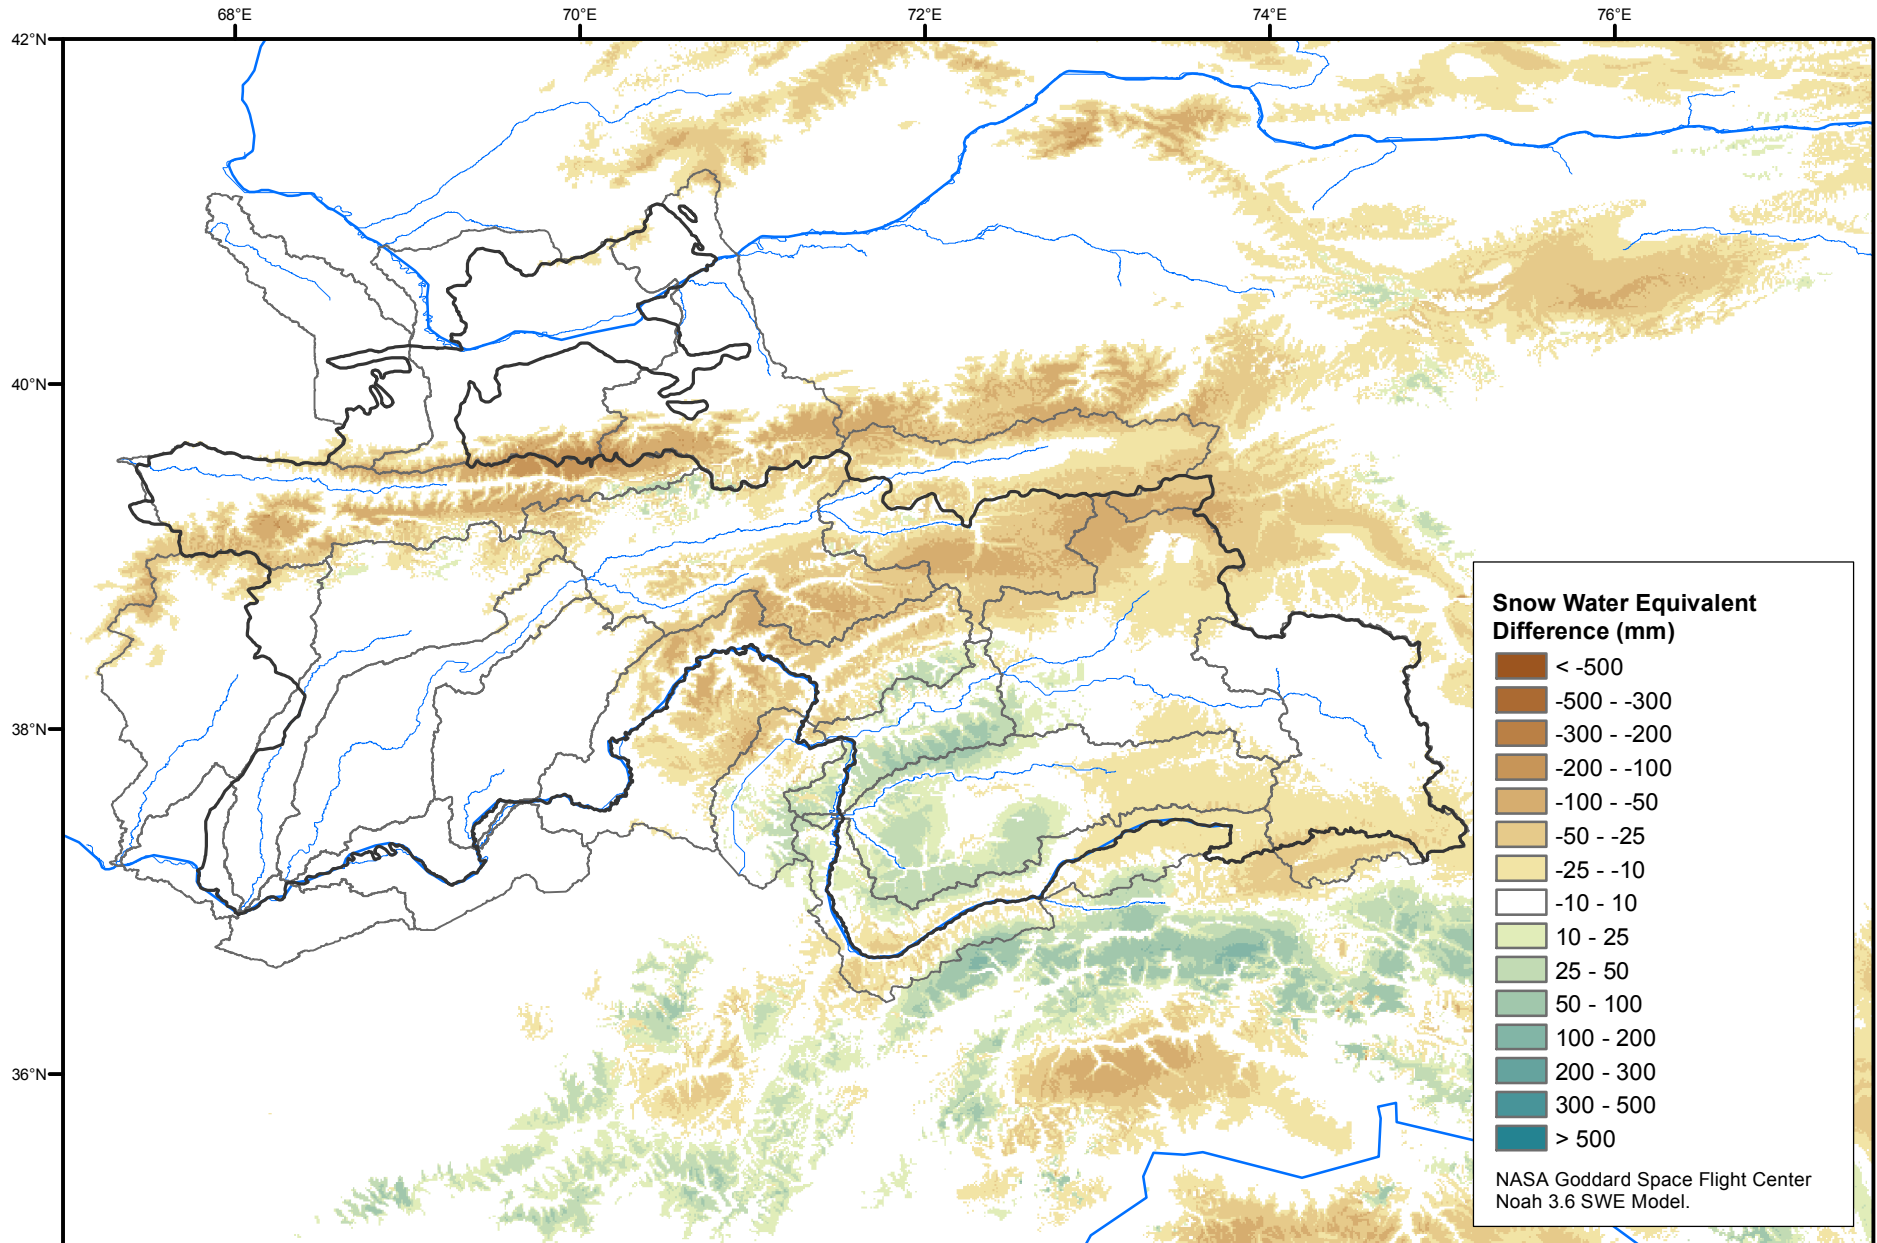 68°E 70°E 72°E 74°E 76°E
42°N
40°N
38°N
36°N
Snow Water Equivalent
Difference (mm)
< -500
-500 - -300
-300 - -200
-200 - -100
-100 - -50
-50 - -25
-25 - -10
-10 - 10
10 - 25
25 - 50
50 - 100
100 - 200
200 - 300
300 - 500
> 500
NASA Goddard Space Flight Center
Noah 3.6 SWE Model.